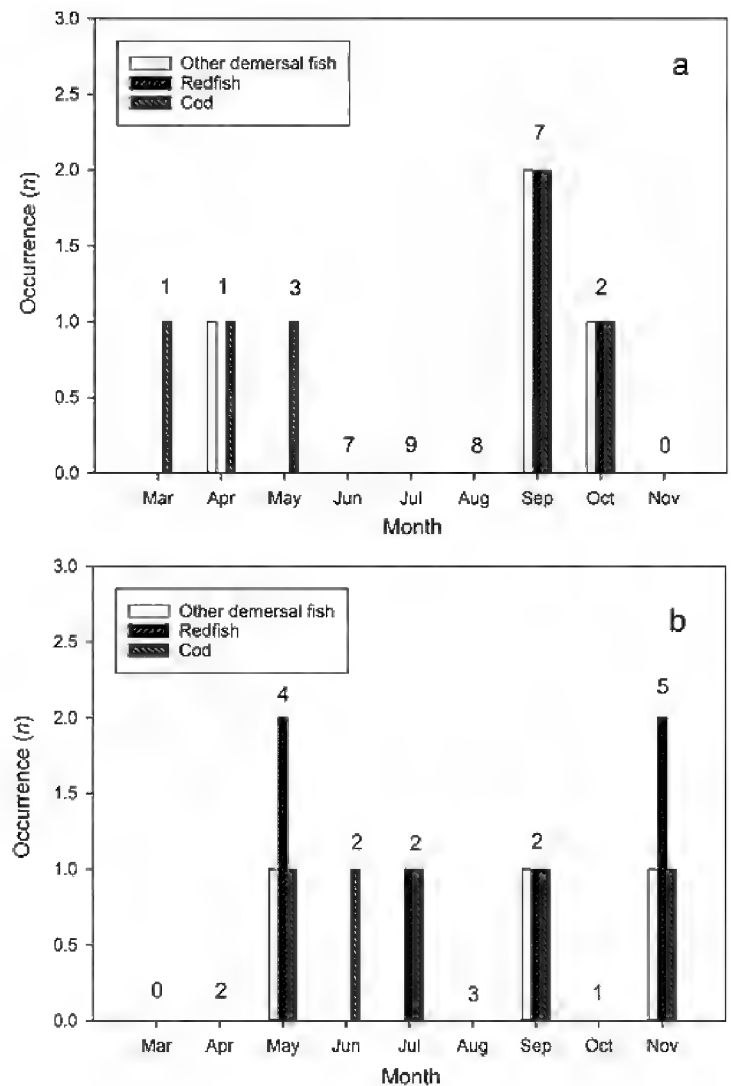 3.0
Other demersal fish
Redfish
Cod
a
2.5
7
2.0
Occurrence (n)
1.5
1 1 3 2
1.0
0.5
7 9 8 0
0.0
Mar Apr May Jun Jul Aug Sep Oct Nov
Month
3.0
Other demersal fish
Redfish
Cod
b
2.5
4 5
2.0
Occurrence (n)
1.5
2 2 2
1.0
0.5
0 2 3 1
0.0
Mar Apr May Jun Jul Aug Sep Oct Nov
Month